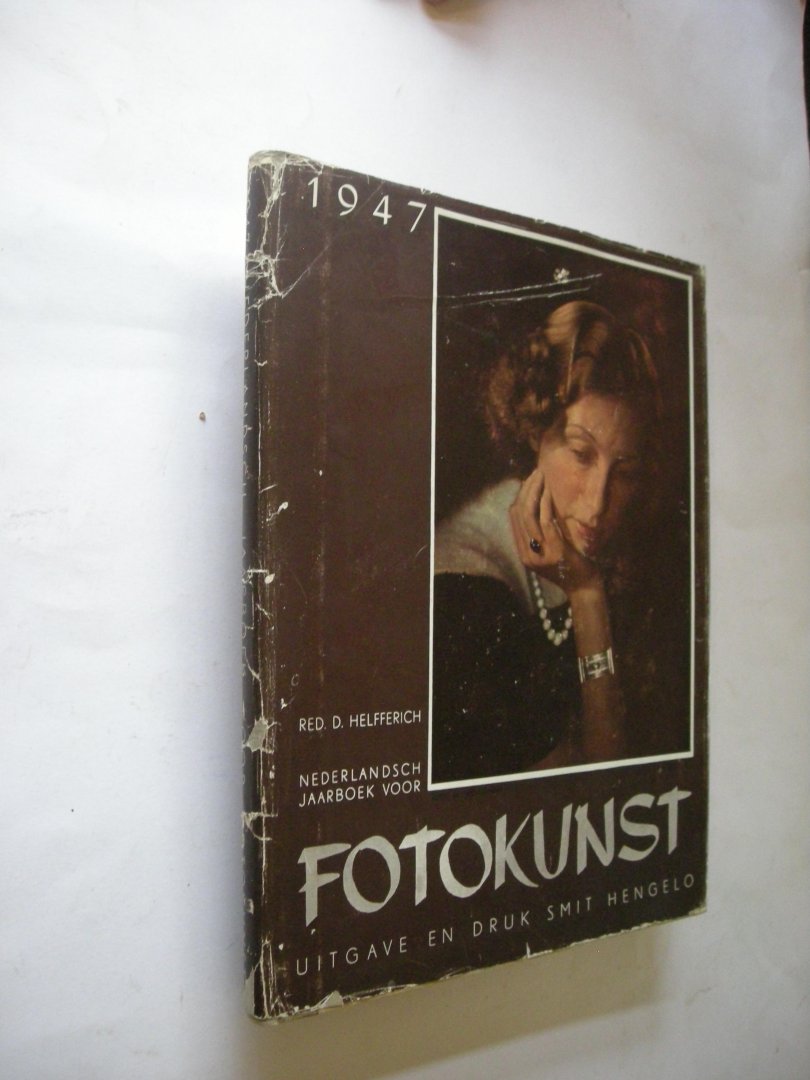 1947
RED. D. HELFFERICH
NEDERLANDSCH
JAARBOEK VOOR
FOTOKUNST
UITGAVE EN DRUK SMIT HENGELO